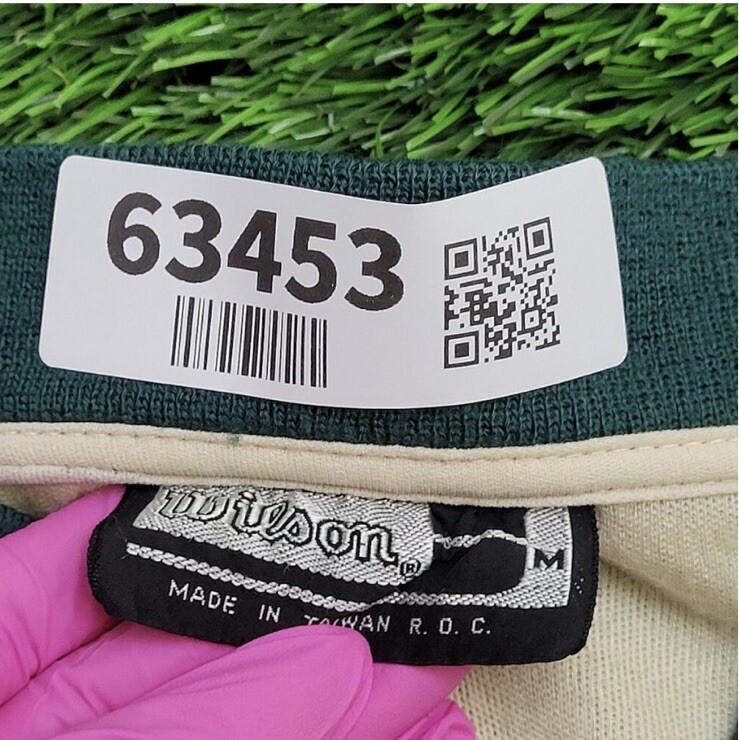 63453
Wilson®
M
MADE IN TAIWAN R.O.C.